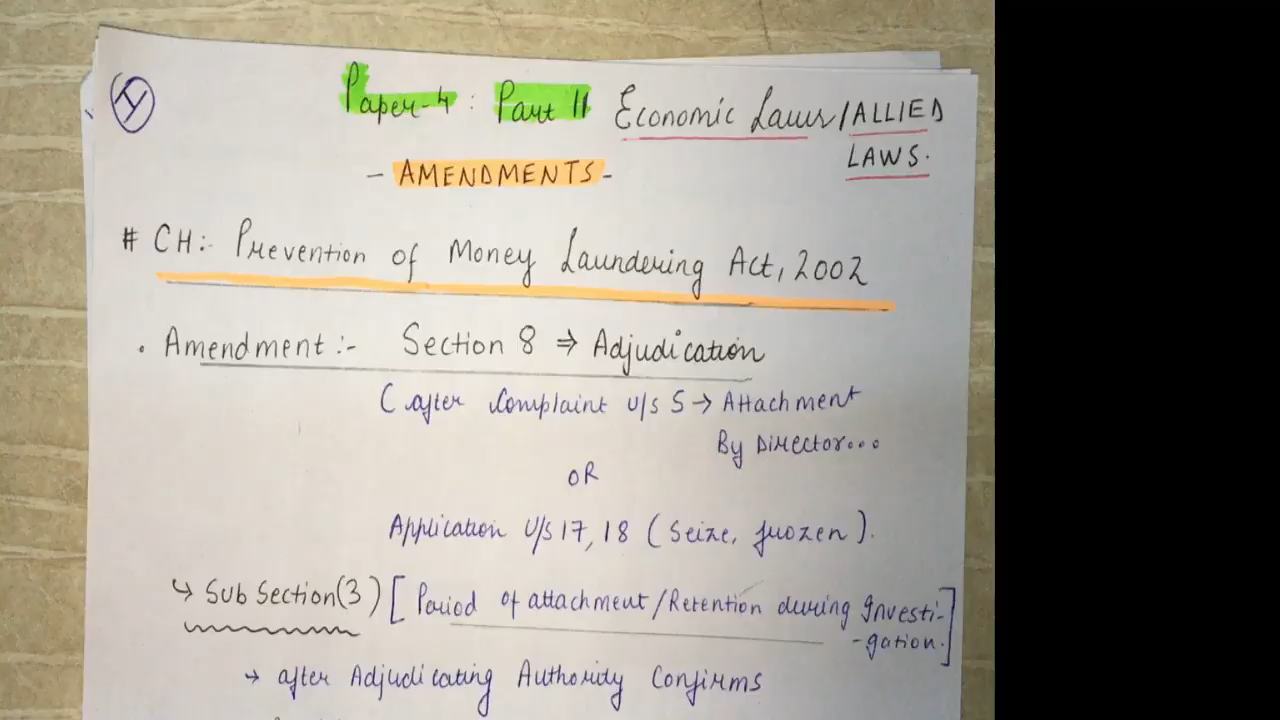 Paper-4 : Part II Economic Laws/ALLIED
LAWS.
- AMENDMENTS -
# CH:- Prevention of Money Laundering Act, 2002
. Amendment :- Section 8 ⇒ Adjudication
( after Complaint U/s 5 → Attachment
By Director...
OR
Application U/s 17, 18 ( Seize, frozen ).
↳ Sub Section(3) [ Period of attachment/Retention during Investi-
-gation.]
→ after Adjudicating Authority Confirms